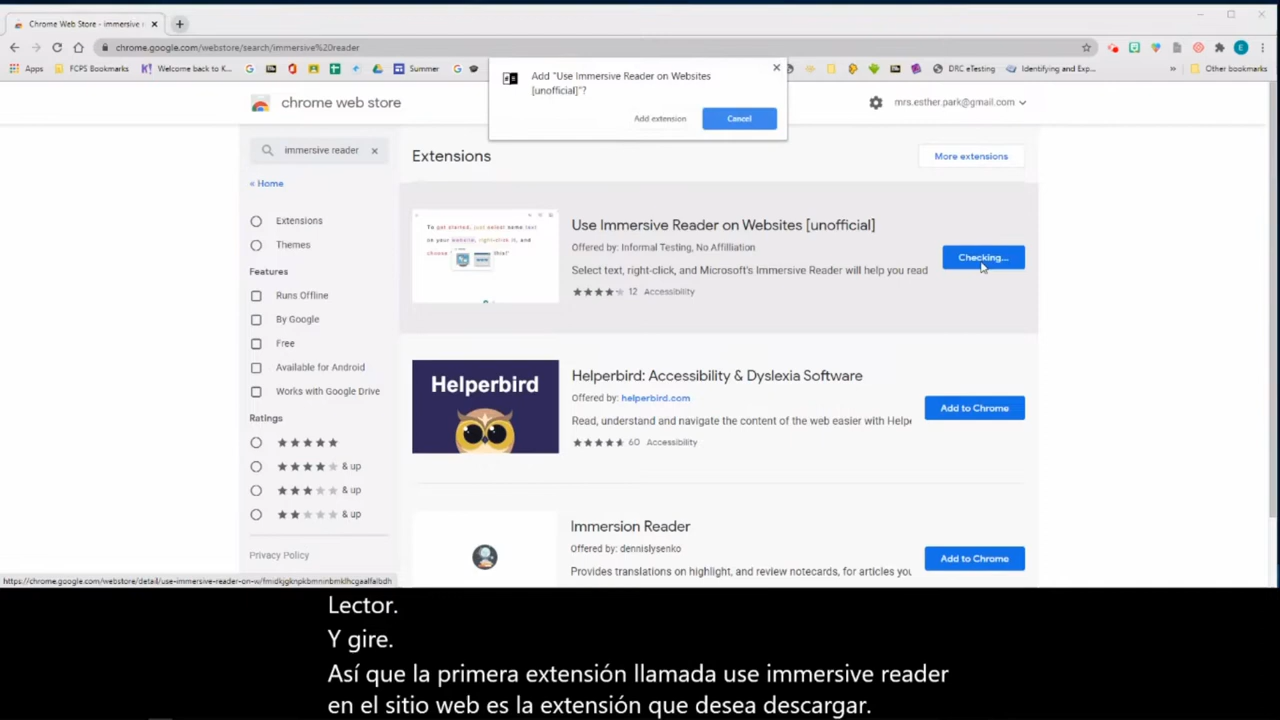 Chrome Web Store - immersive
chrome.google.com/webstore/search/immersive%20reader
Apps FCPS Bookmarks Welcome back to K... Summer DRC eTesting Identifying and Exp... » Other bookmarks
Add "Use Immersive Reader on Websites
[unofficial]"?
Add extension Cancel
chrome web store mrs.esther.park@gmail.com
immersive reader
« Home
Extensions
Themes
Features
Runs Offline
By Google
Free
Available for Android
Works with Google Drive
Ratings
& up
& up
& up
Privacy Policy
Extensions More extensions
Use Immersive Reader on Websites [unofficial]
Offered by: Informal Testing, No Affilliation
Checking...
Select text, right-click, and Microsoft's Immersive Reader will help you read
12 Accessibility
Helperbird
Helperbird: Accessibility & Dyslexia Software
Offered by: helperbird.com
Add to Chrome
Read, understand and navigate the content of the web easier with Helpe
60 Accessibility
Immersion Reader
Offered by: dennislysenko
Add to Chrome
Provides translations on highlight, and review notecards, for articles you
Lector.
Y gire.
Así que la primera extensión llamada use immersive reader
en el sitio web es la extensión que desea descargar.